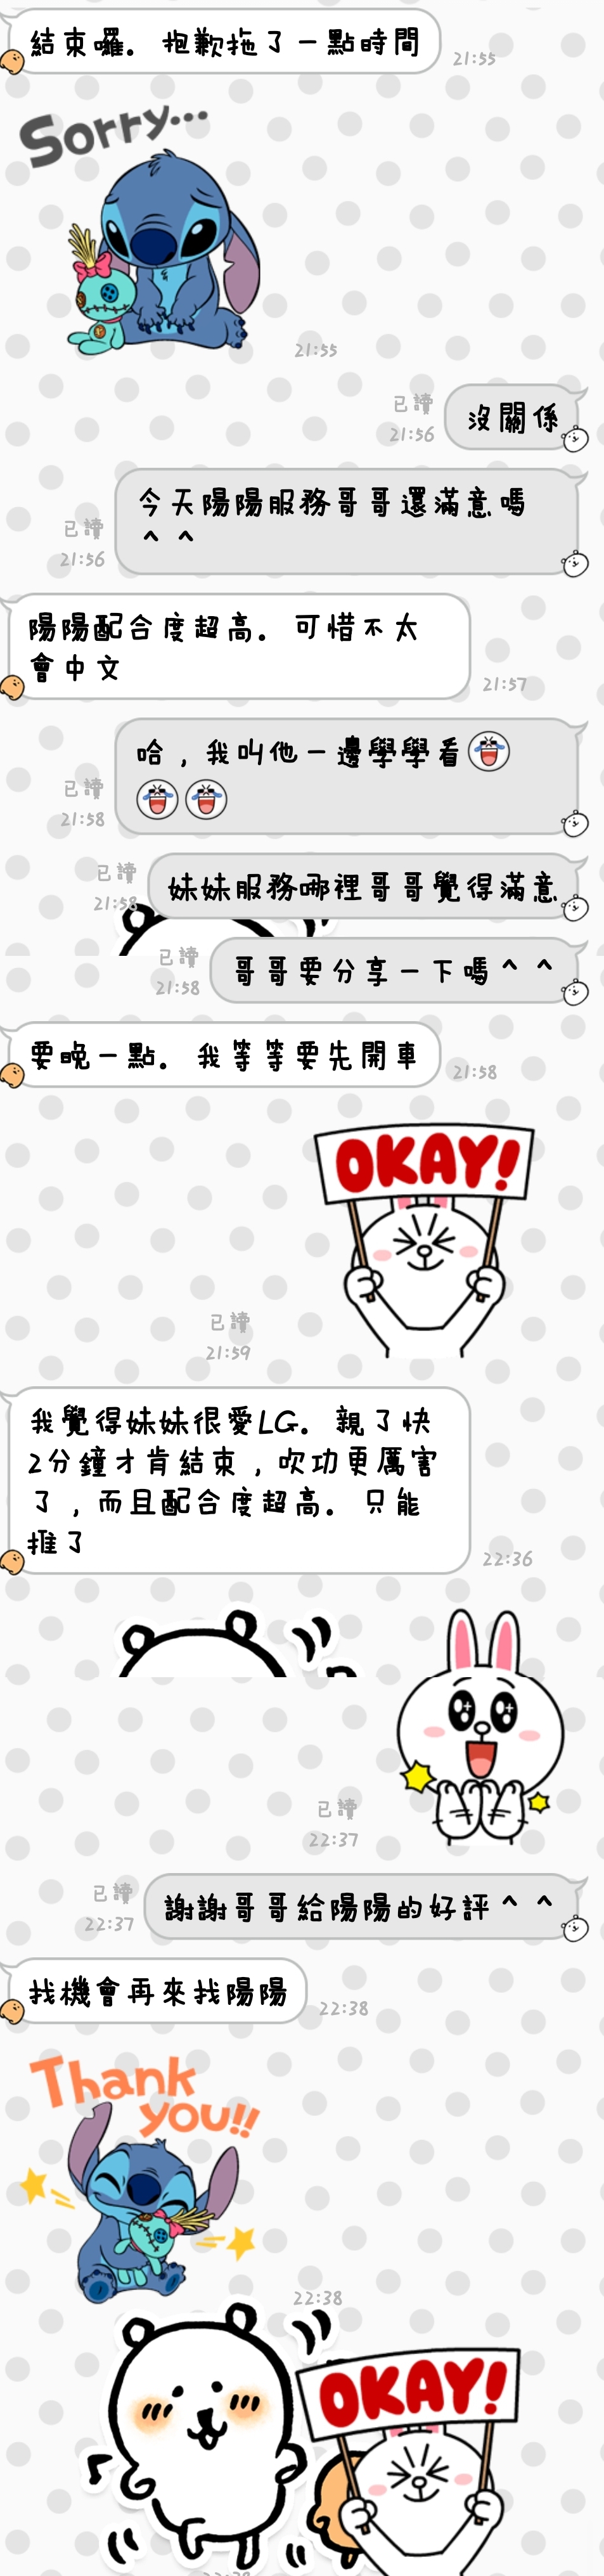 結束囉. 抱歉拖了一點時間
21:55
Sorry...
21:55
已讀
21:56
沒關係
今天陽陽服務哥哥還滿意嗎
^ ^
已讀
21:56
陽陽配合度超高. 可惜不太
會中文
21:57
哈,我叫他一邊學學看
已讀
21:58
已讀
21:58
妹妹服務哪裡哥哥覺得滿意
已讀
21:58
哥哥要分享一下嗎^ ^
要晚一點. 我等等要先開車
21:58
OKAY!
已讀
21:59
我覺得妹妹很愛LG. 親了快
2分鐘才肯結束,吹功更厲害
了,而且配合度超高. 只能
推了
22:36
已讀
22:37
已讀
22:37
謝謝哥哥給陽陽的好評^ ^
找機會再來找陽陽
22:38
Thank
you!!
22:38
OKAY!